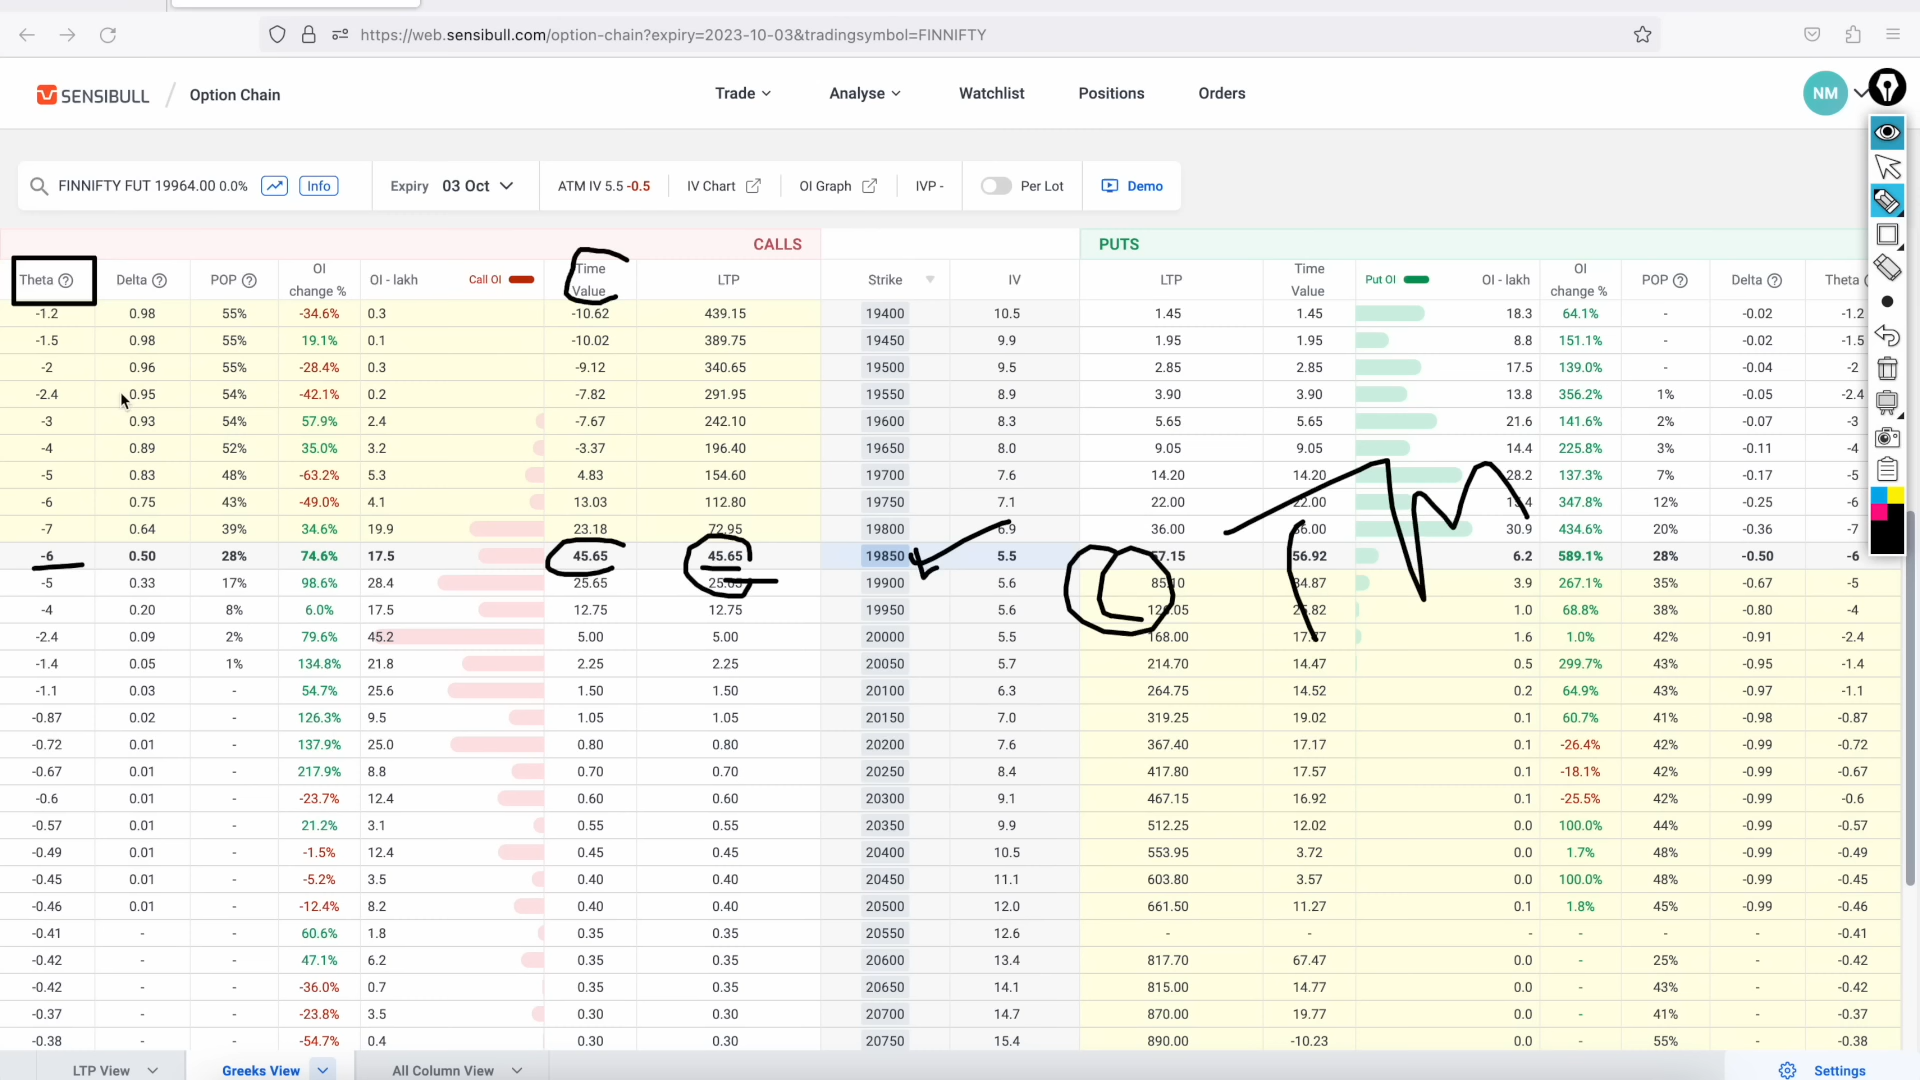 https://web.sensibull.com/option-chain?expiry=2023-10-03&tradingsymbol=FINNIFTY
SENSIBULL / Option Chain Trade Analyse Watchlist Positions Orders NM
FINNIFTY FUT 19964.00 0.0% Info Expiry 03 Oct ATM IV 5.5 -0.5 IV Chart OI Graph IVP - Per Lot Demo
CALLS PUTS
Theta Delta POP OI change % OI - lakh Call OI Time Value LTP Strike IV LTP Time Value Put OI OI - lakh OI change % POP Delta Theta
-1.2 0.98 55% -34.6% 0.3 -10.62 439.15 19400 10.5 1.45 1.45 18.3 64.1% - -0.02 -1.2
-1.5 0.98 55% 19.1% 0.1 -10.02 389.75 19450 9.9 1.95 1.95 8.8 151.1% - -0.02 -1.5
-2 0.96 55% -28.4% 0.3 -9.12 340.65 19500 9.5 2.85 2.85 17.5 139.0% - -0.04 -2
-2.4 0.95 54% -42.1% 0.2 -7.82 291.95 19550 8.9 3.90 3.90 13.8 356.2% 1% -0.05 -2.4
-3 0.93 54% 57.9% 2.4 -7.67 242.10 19600 8.3 5.65 5.65 21.6 141.6% 2% -0.07 -3
-4 0.89 52% 35.0% 3.2 -3.37 196.40 19650 8.0 9.05 9.05 14.4 225.8% 3% -0.11 -4
-5 0.83 48% -63.2% 5.3 4.83 154.60 19700 7.6 14.20 14.20 28.2 137.3% 7% -0.17 -5
-6 0.75 43% -49.0% 4.1 13.03 112.80 19750 7.1 22.00 22.00 347.8% 12% -0.25 -6
-7 0.64 39% 34.6% 19.9 23.18 72.95 19800 6.9 36.00 30.9 434.6% 20% -0.36 -7
-6 0.50 28% 74.6% 17.5 45.65 45.65 19850 5.5 57.15 56.92 6.2 589.1% 28% -0.50 -6
-5 0.33 17% 98.6% 28.4 25.65 19900 5.6 85.10 34.87 3.9 267.1% 35% -0.67 -5
-4 0.20 8% 6.0% 17.5 12.75 12.75 19950 5.6 1.0 68.8% 38% -0.80 -4
-2.4 0.09 2% 79.6% 45.2 5.00 5.00 20000 5.5 168.00 1.6 1.0% 42% -0.91 -2.4
-1.4 0.05 1% 134.8% 21.8 2.25 2.25 20050 5.7 214.70 14.47 0.5 299.7% 43% -0.95 -1.4
-1.1 0.03 - 54.7% 25.6 1.50 1.50 20100 6.3 264.75 14.52 0.2 64.9% 43% -0.97 -1.1
-0.87 0.02 - 126.3% 9.5 1.05 1.05 20150 7.0 319.25 19.02 0.1 60.7% 41% -0.98 -0.87
-0.72 0.01 - 137.9% 25.0 0.80 0.80 20200 7.6 367.40 17.17 0.1 -26.4% 42% -0.99 -0.72
-0.67 0.01 - 217.9% 8.8 0.70 0.70 20250 8.4 417.80 17.57 0.1 -18.1% 42% -0.99 -0.67
-0.6 0.01 - -23.7% 12.4 0.60 0.60 20300 9.1 467.15 16.92 0.1 -25.5% 42% -0.99 -0.6
-0.57 0.01 - 21.2% 3.1 0.55 0.55 20350 9.9 512.25 12.02 0.0 100.0% 44% -0.99 -0.57
-0.49 0.01 - -1.5% 12.4 0.45 0.45 20400 10.5 553.95 3.72 0.0 1.7% 48% -0.99 -0.49
-0.45 0.01 - -5.2% 3.5 0.40 0.40 20450 11.1 603.80 3.57 0.0 100.0% 48% -0.99 -0.45
-0.46 0.01 - -12.4% 8.2 0.40 0.40 20500 12.0 661.50 11.27 0.1 1.8% 45% -0.99 -0.46
-0.41 - - 60.6% 1.8 0.35 0.35 20550 12.6 - - - - - - -0.41
-0.42 - - 47.1% 6.2 0.35 0.35 20600 13.4 817.70 67.47 0.0 - 25% - -0.42
-0.42 - - -36.0% 0.7 0.35 0.35 20650 14.1 815.00 14.77 0.0 - 43% - -0.42
-0.37 - - -23.8% 3.5 0.30 0.30 20700 14.7 870.00 19.77 0.0 - 41% - -0.37
-0.38 - - -54.7% 0.4 0.30 0.30 20750 15.4 890.00 -10.23 0.0 - 55% - -0.38
LTP View Greeks View All Column View Settings